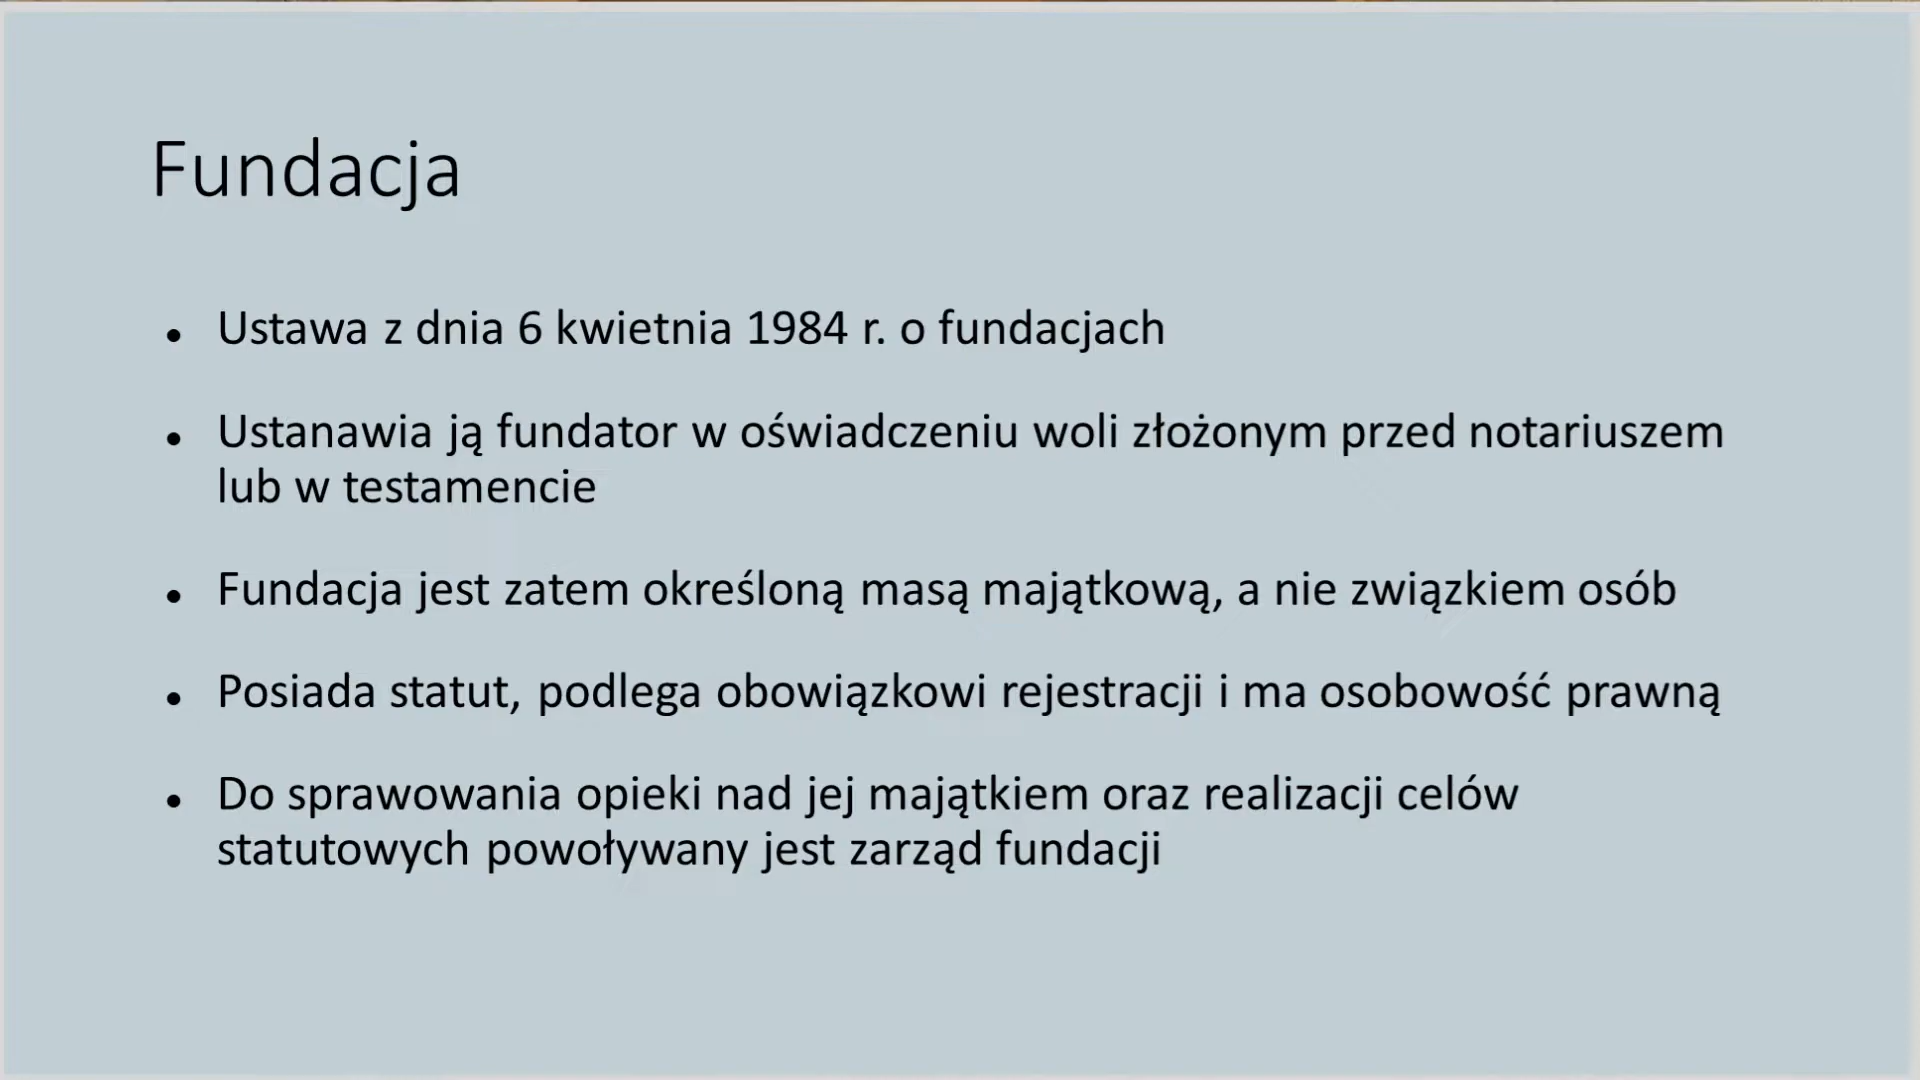 Fundacja
• Ustawa z dnia 6 kwietnia 1984 r. o fundacjach
• Ustanawia ją fundator w oświadczeniu woli złożonym przed notariuszem
lub w testamencie
• Fundacja jest zatem określoną masą majątkową, a nie związkiem osób
• Posiada statut, podlega obowiązkowi rejestracji i ma osobowość prawną
• Do sprawowania opieki nad jej majątkiem oraz realizacji celów
statutowych powoływany jest zarząd fundacji